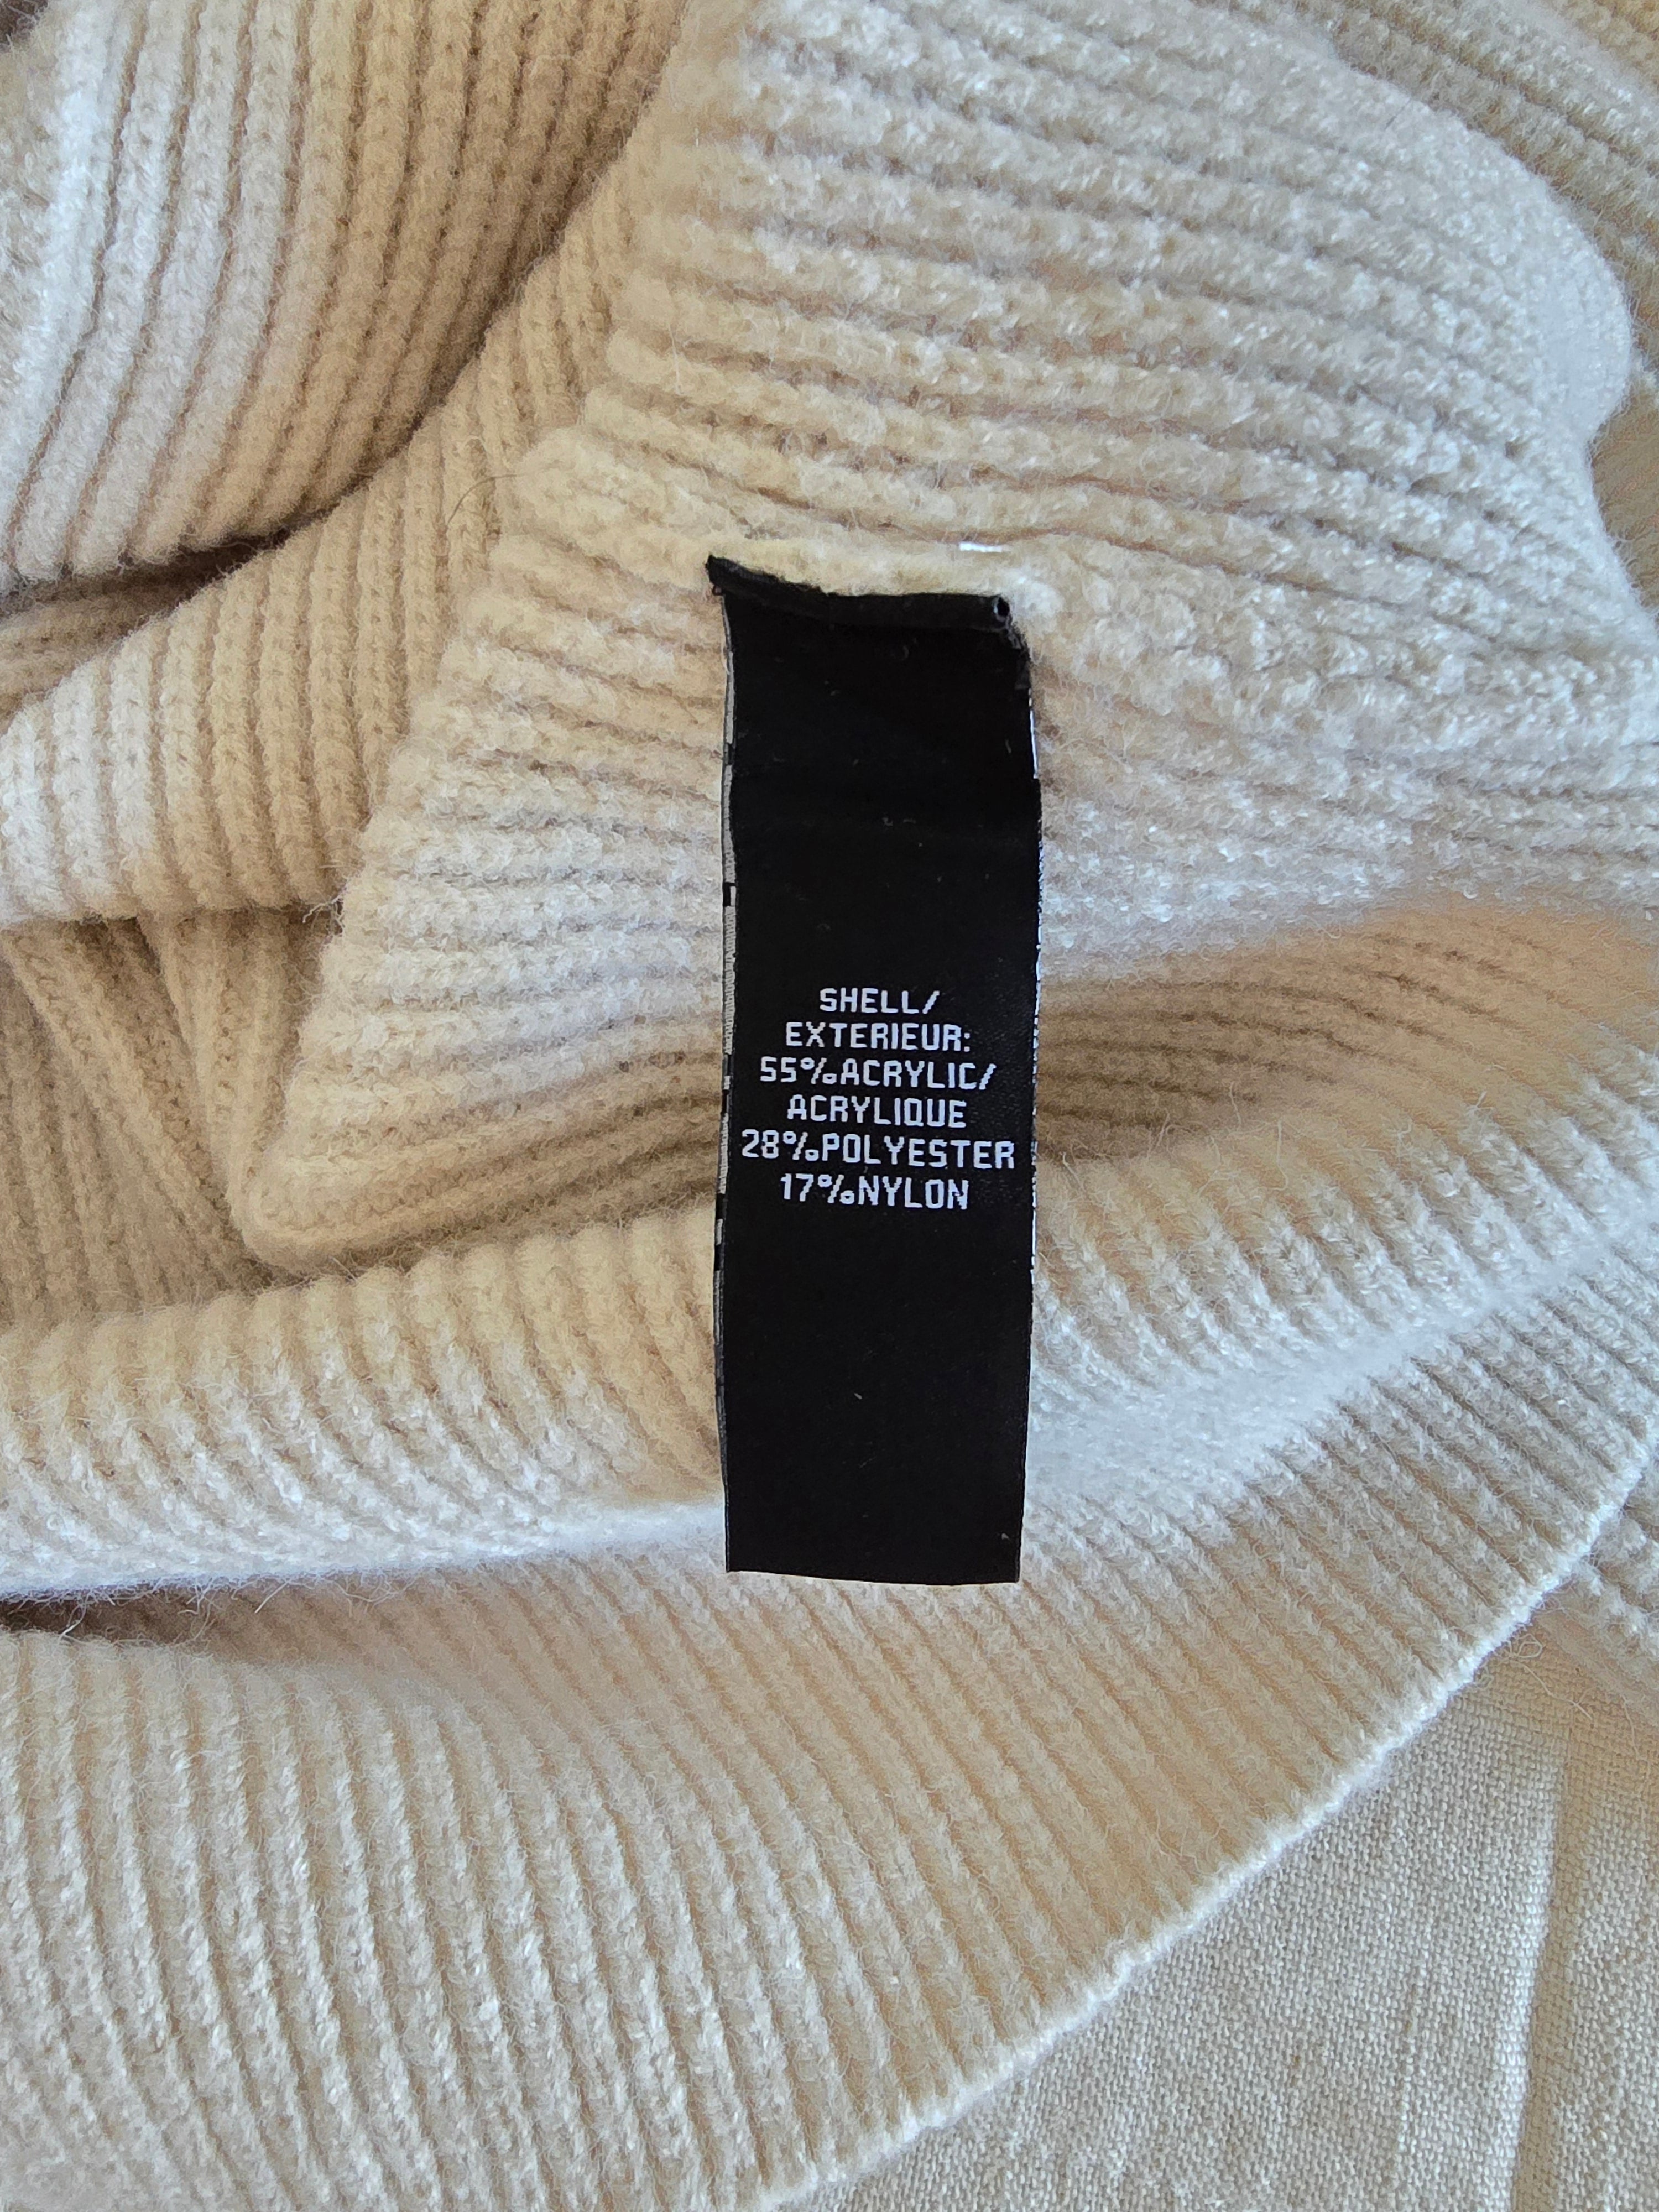 SHELL/
EXTERIEUR:
55%ACRYLIC/
ACRYLIQUE
28%POLYESTER
17%NYLON